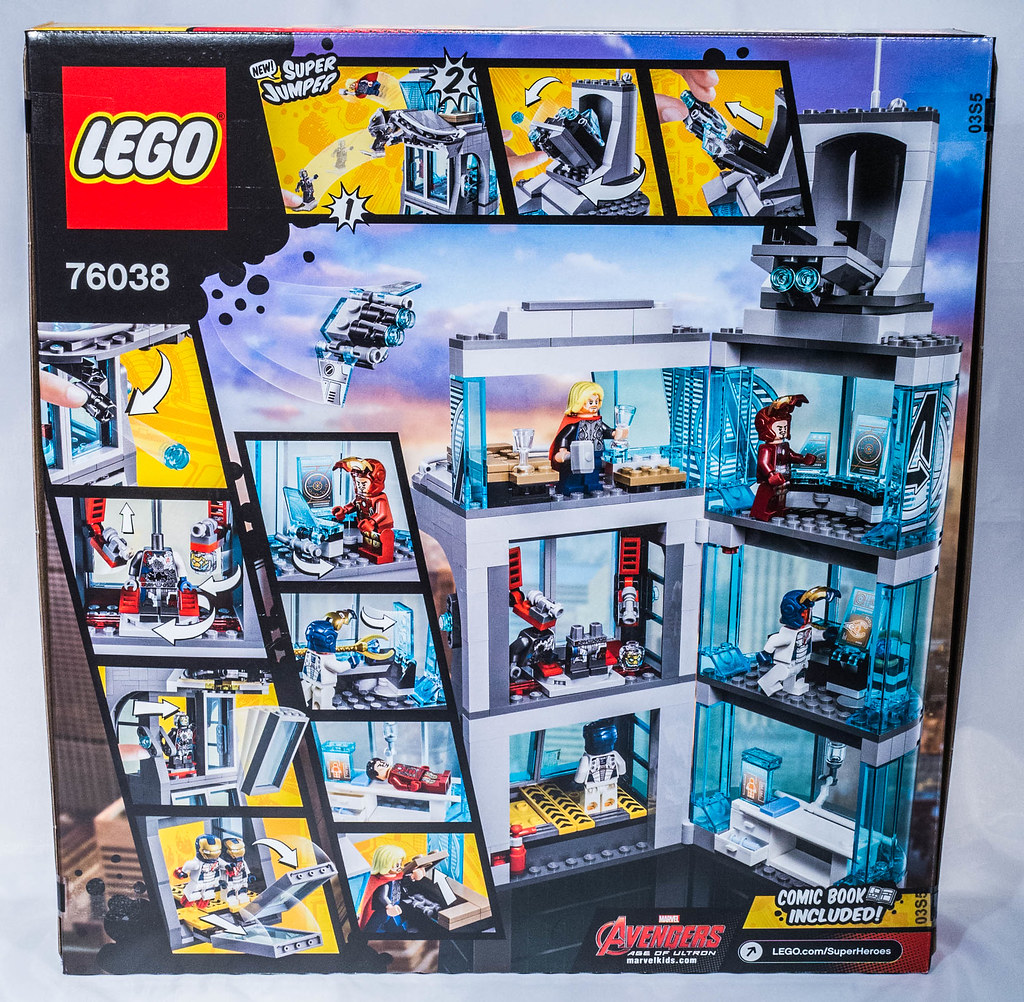 LEGO®
76038
NEW! SUPER
JUMPER
2
1
03S5
COMIC BOOK
INCLUDED!
03S5
MARVEL
AVENGERS
AGE OF ULTRON
marvelkids.com
LEGO.com/SuperHeroes